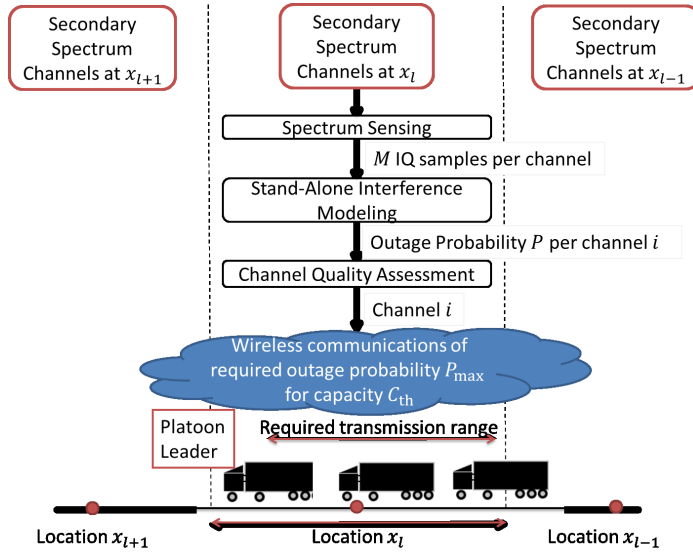 Secondary
Spectrum
Channels at x_{l+1}
Secondary
Spectrum
Channels at x_l
Secondary
Spectrum
Channels at x_{l−1}
Spectrum Sensing
M IQ samples per channel
Stand-Alone Interference
Modeling
Outage Probability P per channel i
Channel Quality Assessment
Channel i
Wireless communications of
required outage probability P_max
for capacity C_th
Platoon
Leader
Required transmission range
Location x_{l+1}
Location x_l
Location x_{l−1}